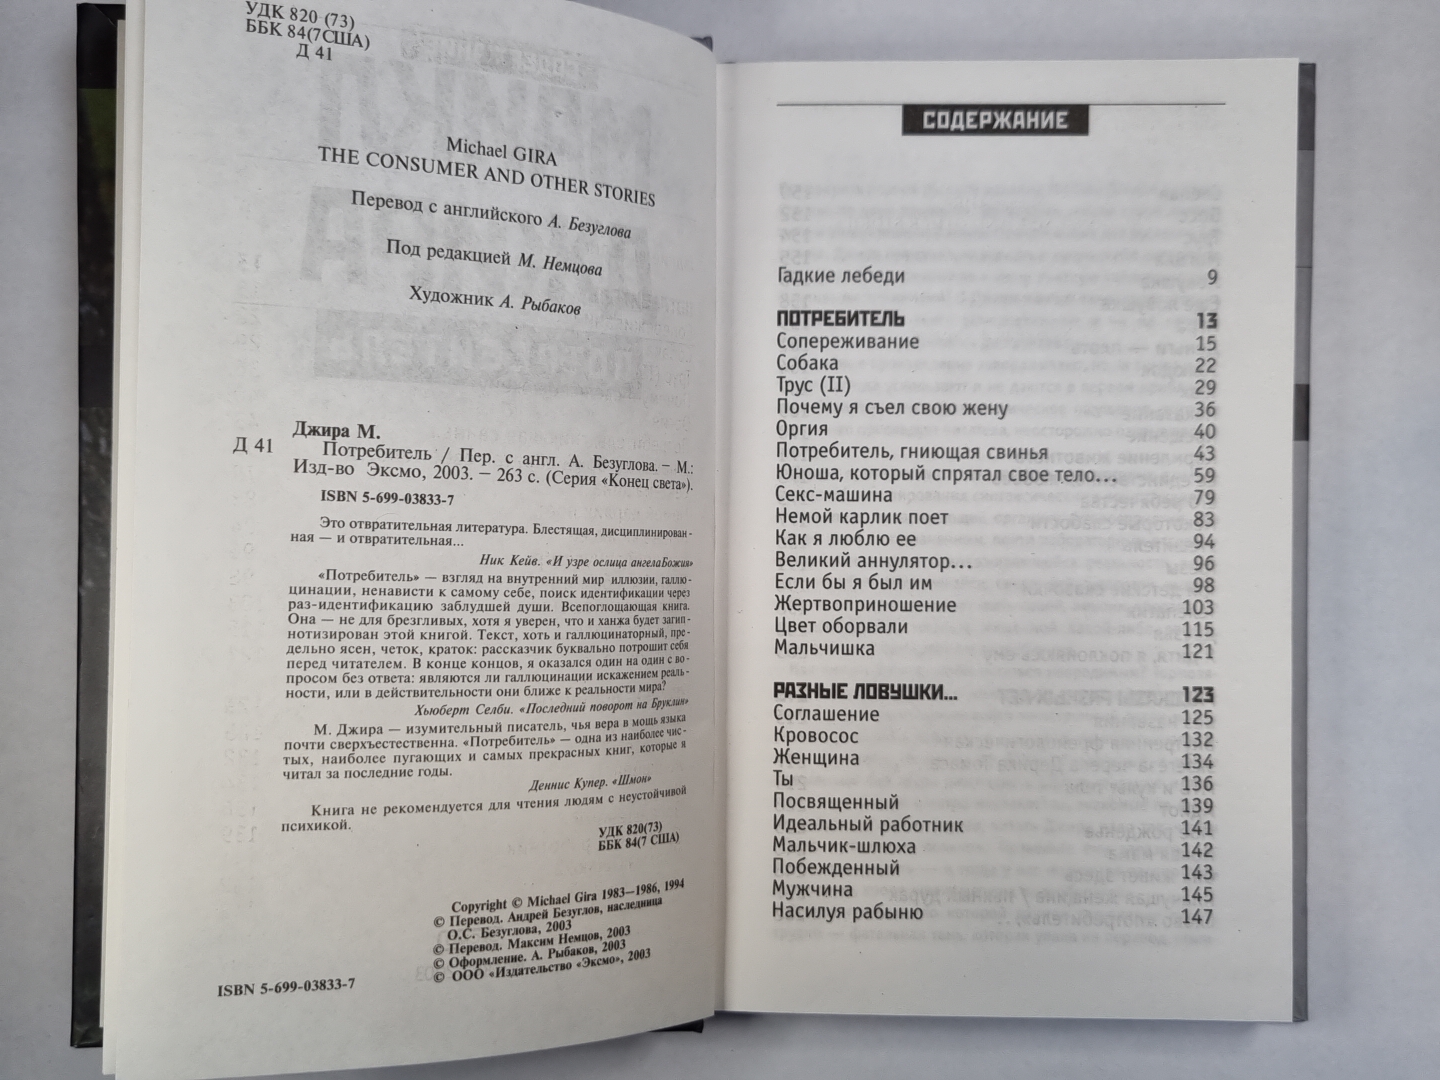 УДК 820 (73)
ББК 84(7США)
Д 41
Michael GIRA
THE CONSUMER AND OTHER STORIES
Перевод с английского А. Безуглова
Под редакцией М. Немцова
Художник А. Рыбаков
Джира М.
Д 41 Потребитель / Пер. с англ. А. Безуглова. – М.:
Изд-во Эксмо, 2003. – 263 с. (Серия «Конец света»).
ISBN 5-699-03833-7
Это отвратительная литература. Блестящая, дисциплинирован-
ная — и отвратительная...
Ник Кейв. «И узре ослица ангелаБожия»
«Потребитель» — взгляд на внутренний мир иллюзии, галлю-
цинации, ненависти к самому себе, поиск идентификации через
раз-идентификацию заблудшей души. Всепоглощающая книга.
Она — не для брезгливых, хотя я уверен, что и ханжа будет загип-
нотизирован этой книгой. Текст, хоть и галлюцинаторный, пре-
дельно ясен, четок, краток: рассказчик буквально потрошит себя
перед читателем. В конце концов, я оказался один на один с во-
просом без ответа: являются ли галлюцинации искажением реаль-
ности, или в действительности они ближе к реальности мира?
Хьюберт Селби. «Последний поворот на Бруклин»
М. Джира — изумительный писатель, чья вера в мощь языка
почти сверхъестественна. «Потребитель» — одна из наиболее чис-
тых, наиболее пугающих и самых прекрасных книг, которые я
читал за последние годы.
Деннис Купер. «Шмон»
Книга не рекомендуется для чтения людям с неустойчивой
психикой.
УДК 820(73)
ББК 84(7 США)
Copyright © Michael Gira 1983—1986, 1994
© Перевод. Андрей Безуглов, наследница
О.С. Безуглова, 2003
© Перевод. Максим Немцов, 2003
© Оформление. А. Рыбаков, 2003
© ООО «Издательство «Эксмо», 2003
ISBN 5-699-03833-7
СОДЕРЖАНИЕ
Гадкие лебеди 9
ПОТРЕБИТЕЛЬ 13
Сопереживание 15
Собака 22
Трус (II) 29
Почему я съел свою жену 36
Оргия 40
Потребитель, гниющая свинья 43
Юноша, который спрятал свое тело... 59
Секс-машина 79
Немой карлик поет 83
Как я люблю ее 94
Великий аннулятор... 96
Если бы я был им 98
Жертвоприношение 103
Цвет оборвали 115
Мальчишка 121
РАЗНЫЕ ЛОВУШКИ... 123
Соглашение 125
Кровосос 132
Женщина 134
Ты 136
Посвященный 139
Идеальный работник 141
Мальчик-шлюха 142
Побежденный 143
Мужчина 145
Насилуя рабыню 147